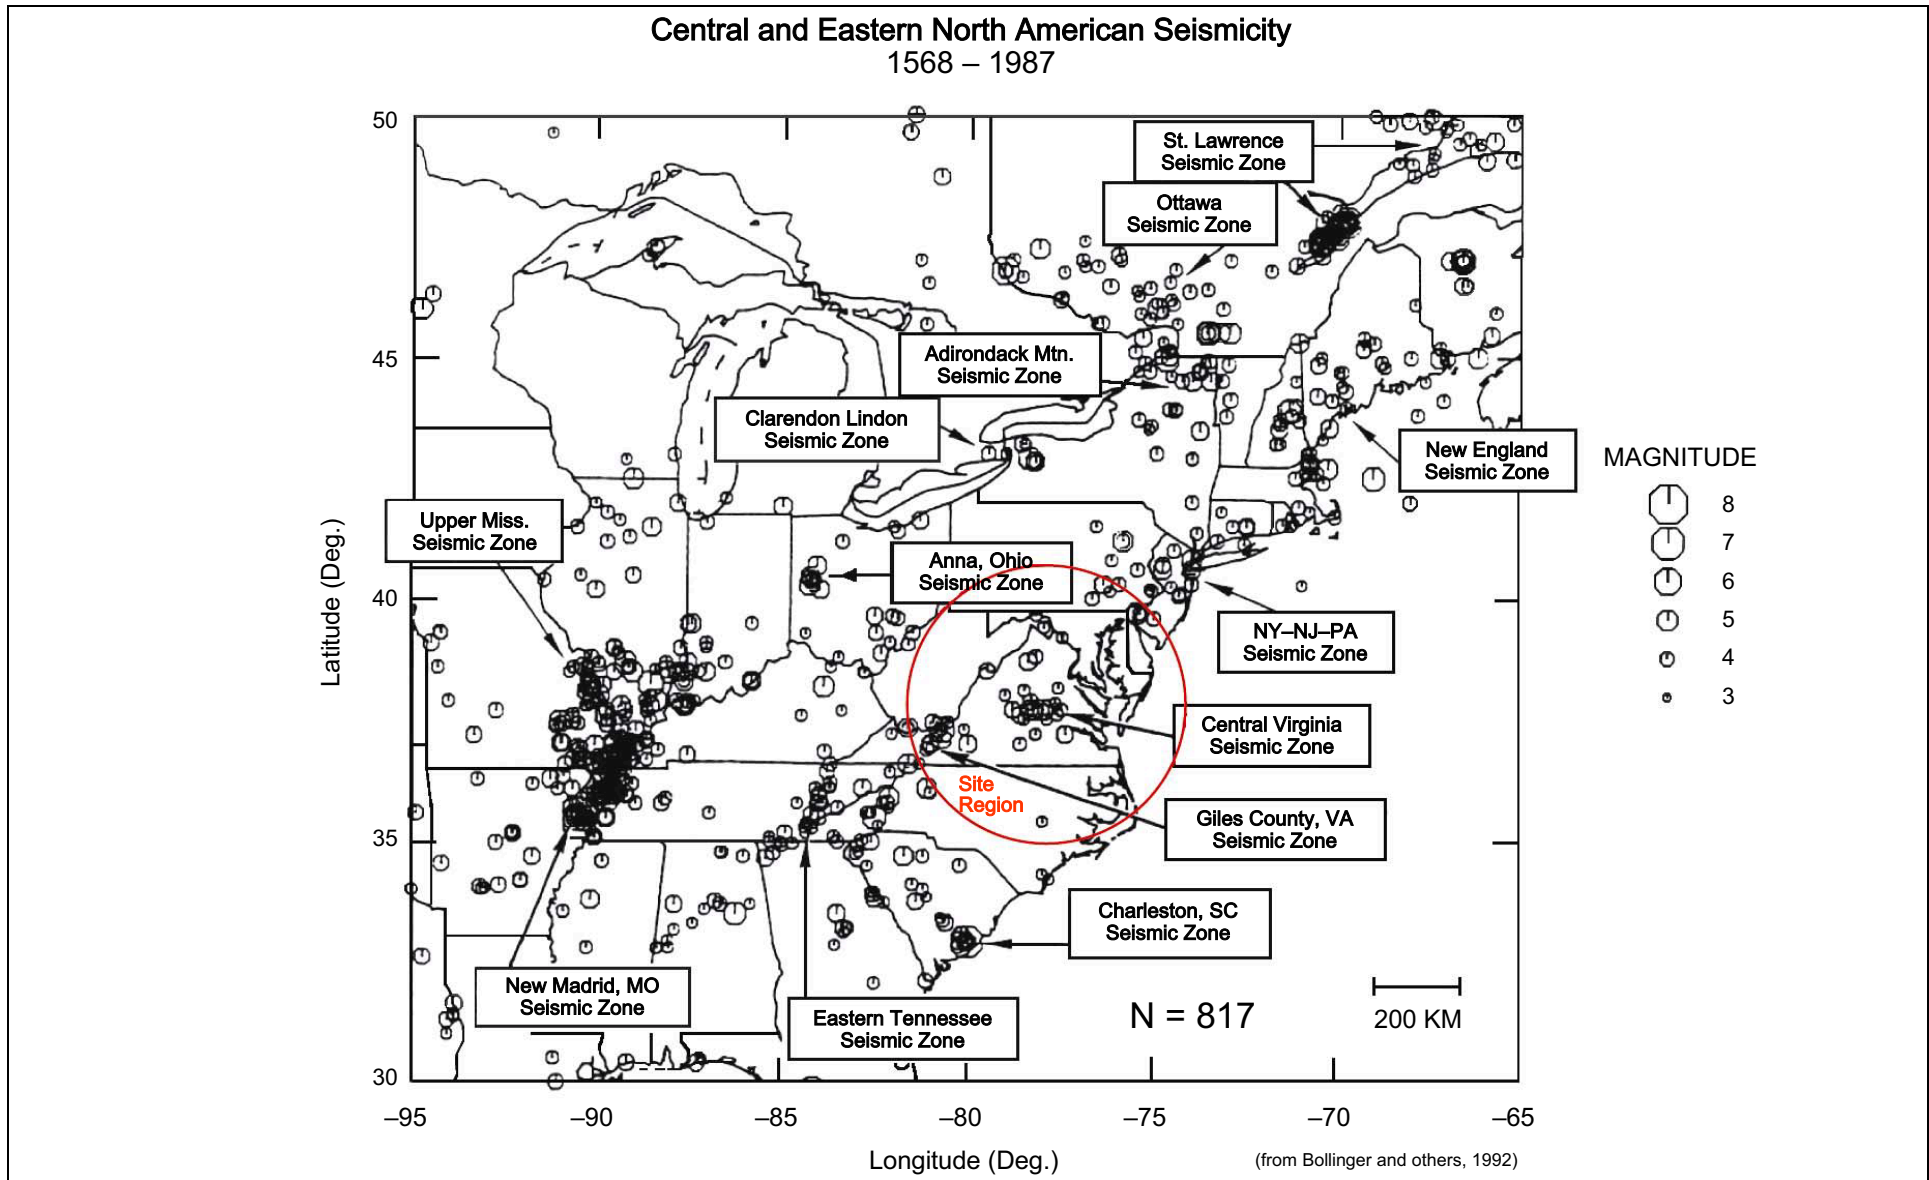 Central and Eastern North American Seismicity
1568 – 1987
50
45
40
35
30
Latitude (Deg.)
–95
–90
–85
–80
–75
–70
–65
Longitude (Deg.)
St. Lawrence
Seismic Zone
Ottawa
Seismic Zone
Adirondack Mtn.
Seismic Zone
Clarendon Lindon
Seismic Zone
New England
Seismic Zone
Upper Miss.
Seismic Zone
Anna, Ohio
Seismic Zone
NY–NJ–PA
Seismic Zone
Central Virginia
Seismic Zone
Site
Region
Giles County, VA
Seismic Zone
Charleston, SC
Seismic Zone
New Madrid, MO
Seismic Zone
Eastern Tennessee
Seismic Zone
N = 817
200 KM
MAGNITUDE
8
7
6
5
4
3
(from Bollinger and others, 1992)